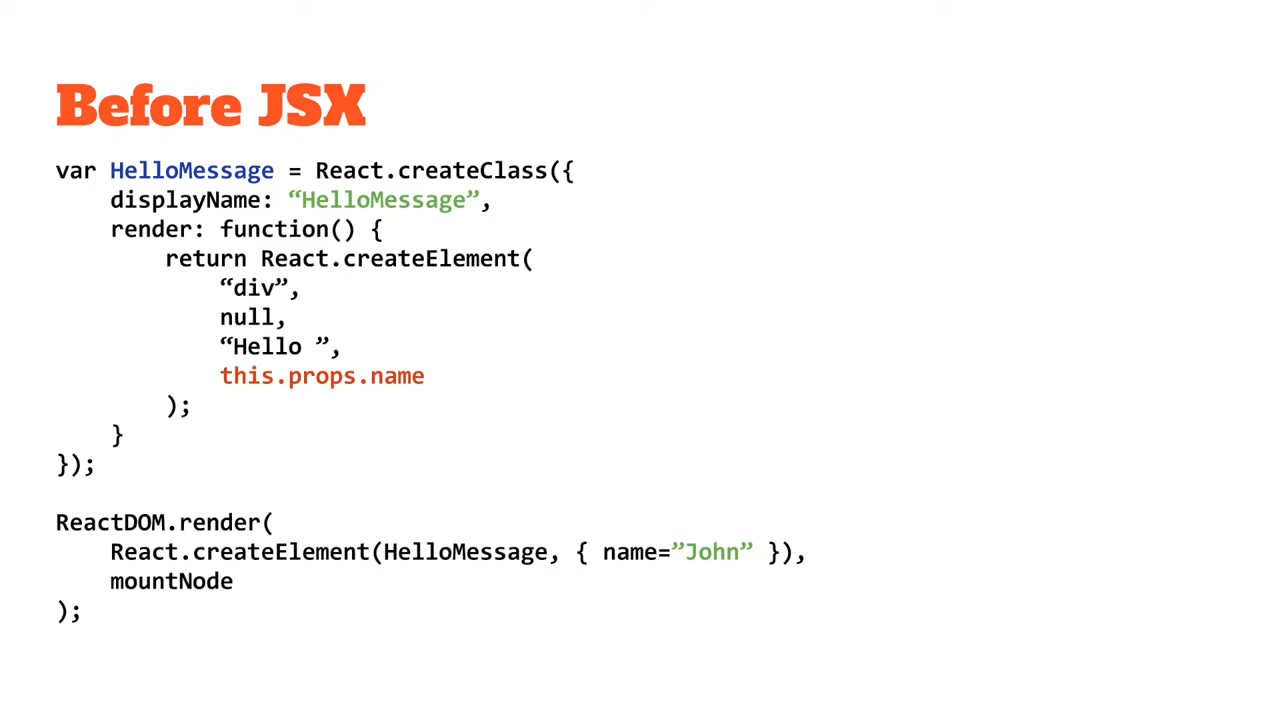 Before JSX
var HelloMessage = React.createClass({
displayName: “HelloMessage”,
render: function() {
return React.createElement(
“div”,
null,
“Hello ”,
this.props.name
);
}
});
ReactDOM.render(
React.createElement(HelloMessage, { name=”John” }),
mountNode
);